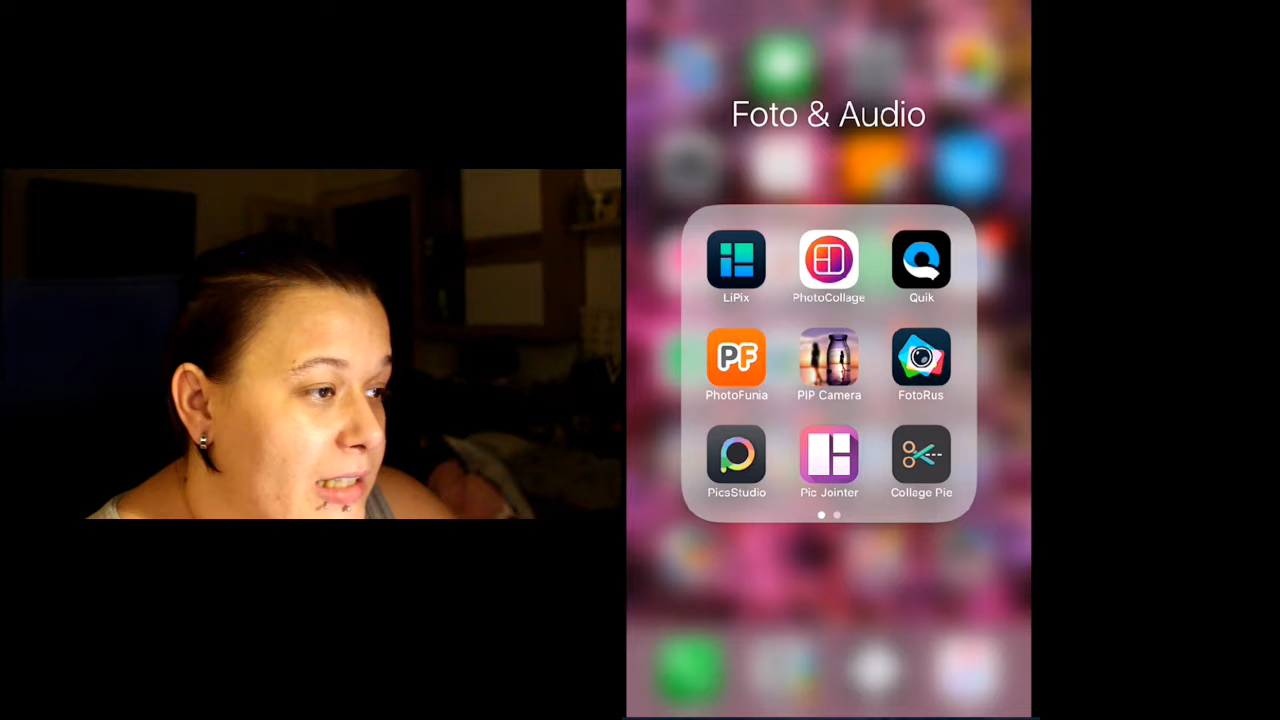 Foto & Audio
LiPix PhotoCollage Quik
PF
PhotoFunia PIP Camera FotoRus
PicsStudio Pic Jointer Collage Pie